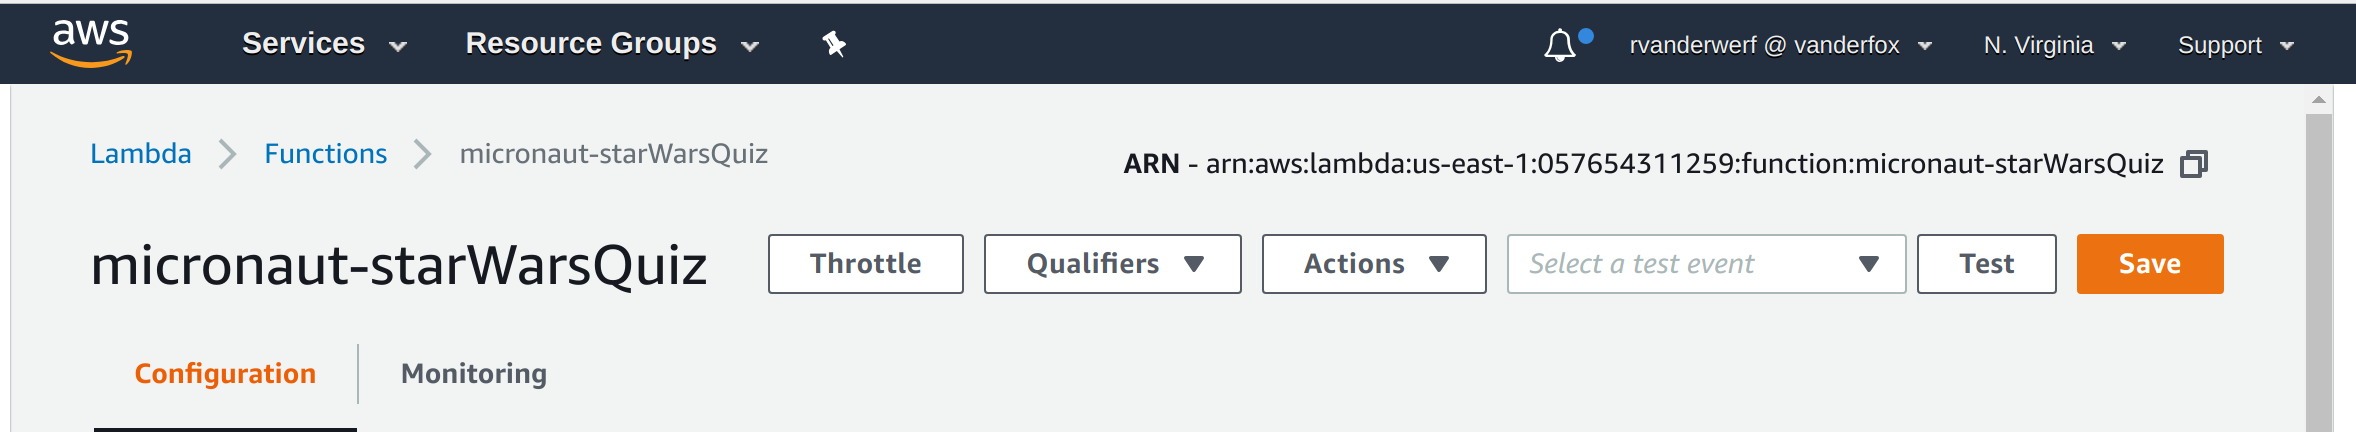 aws Services Resource Groups rvanderwerf @ vanderfox N. Virginia Support
Lambda Functions micronaut-starWarsQuiz
ARN - arn:aws:lambda:us-east-1:057654311259:function:micronaut-starWarsQuiz
micronaut-starWarsQuiz Throttle Qualifiers Actions Select a test event Test Save
Configuration Monitoring